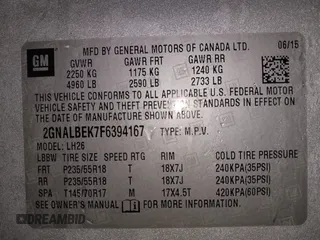 GM
MFD BY GENERAL MOTORS OF CANADA LTD. 06/15
GVWR GAWR FRT GAWR RR
2250 KG 1175 KG 1240 KG
4960 LB 2590 LB 2733 LB
THIS VEHICLE CONFORMS TO ALL APPLICABLE U.S. FEDERAL MOTOR
VEHICLE SAFETY AND THEFT PREVENTION STANDARDS IN EFFECT ON
THE DATE OF MANUFACTURE SHOWN ABOVE.
2GNALBEK7F6394167 TYPE: M.P.V.
MODEL: LH26
LBBW TIRE SIZE SPEED RTG RIM COLD TIRE PRESSURE
FRT P235/55R18 T 18X7J 240KPA(35PSI)
RR P235/55R18 T 18X7J 240KPA(35PSI)
SPA T145/70R17 M 17X4.5T 420KPA(60PSI)
SEE OWNER'S MANUAL FOR MORE INFORMATION.
DREAMBID